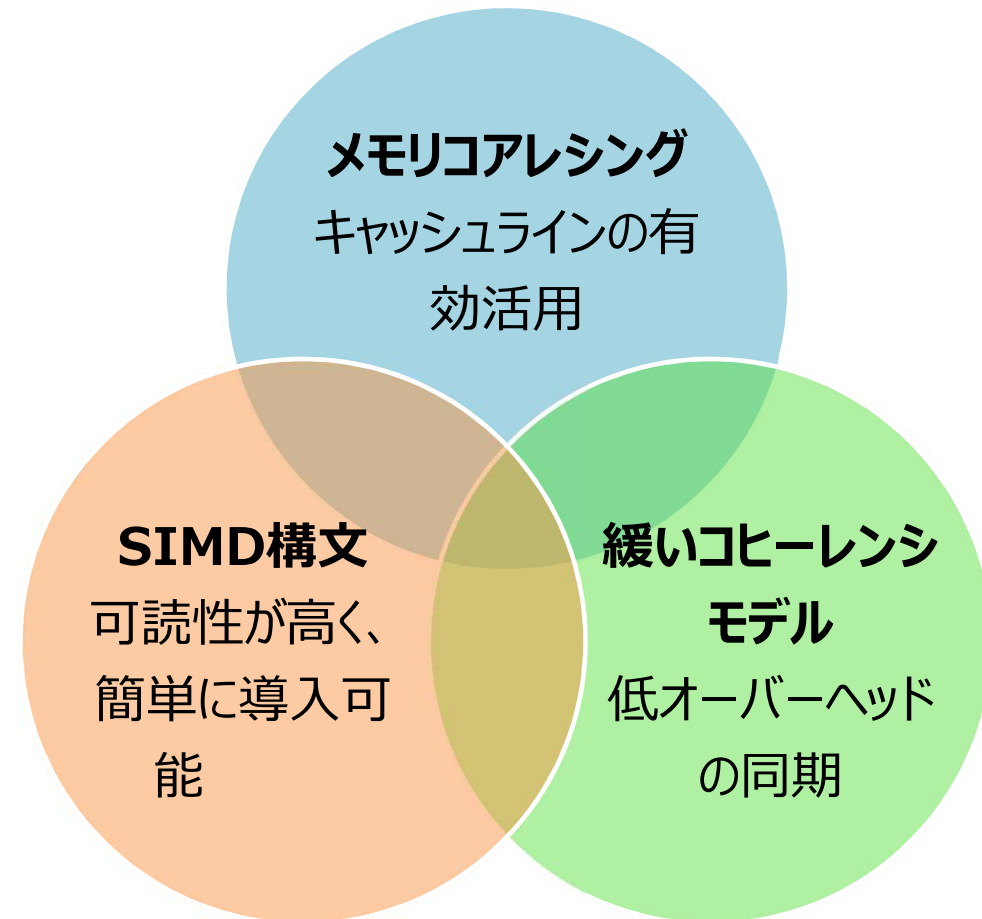 メモリコアレシング
キャッシュラインの有
効活用
SIMD構文
可読性が高く、
簡単に導入可
能
緩いコヒーレンシ
モデル
低オーバーヘッド
の同期